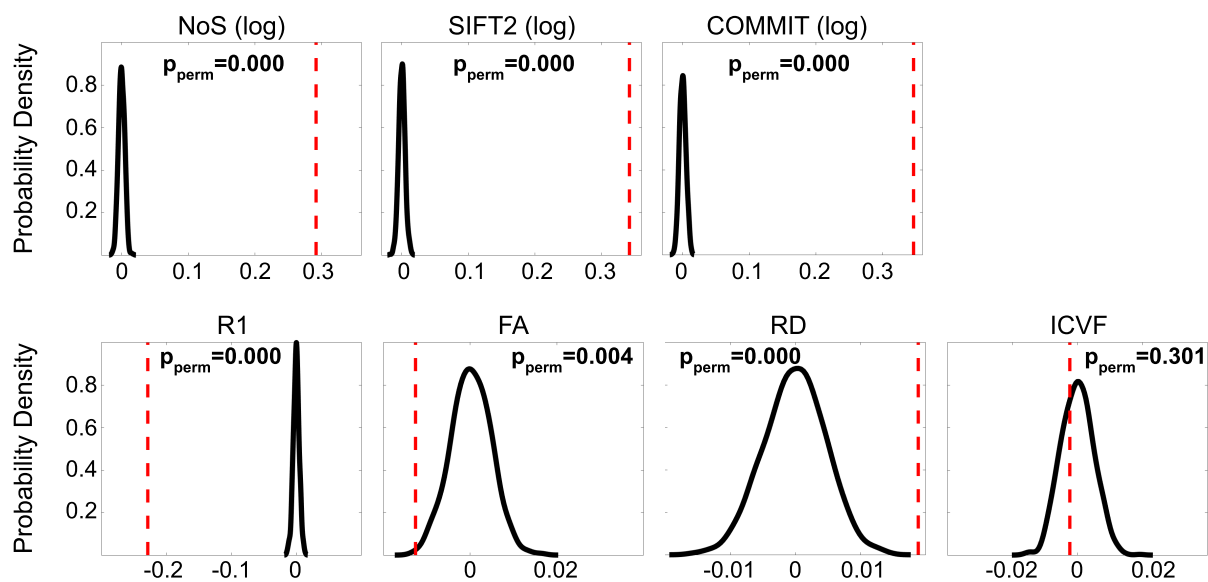 NoS (log) SIFT2 (log) COMMIT (log)
p_perm=0.000 p_perm=0.000 p_perm=0.000
Probability Density
0.8
0.6
0.4
0.2
0 0.1 0.2 0.3 0 0.1 0.2 0.3 0 0.1 0.2 0.3
R1 FA RD ICVF
p_perm=0.000 p_perm=0.004 p_perm=0.000 p_perm=0.301
Probability Density
0.8
0.6
0.4
0.2
-0.2 -0.1 0 0 0.02 -0.01 0 0.01 -0.02 0 0.02